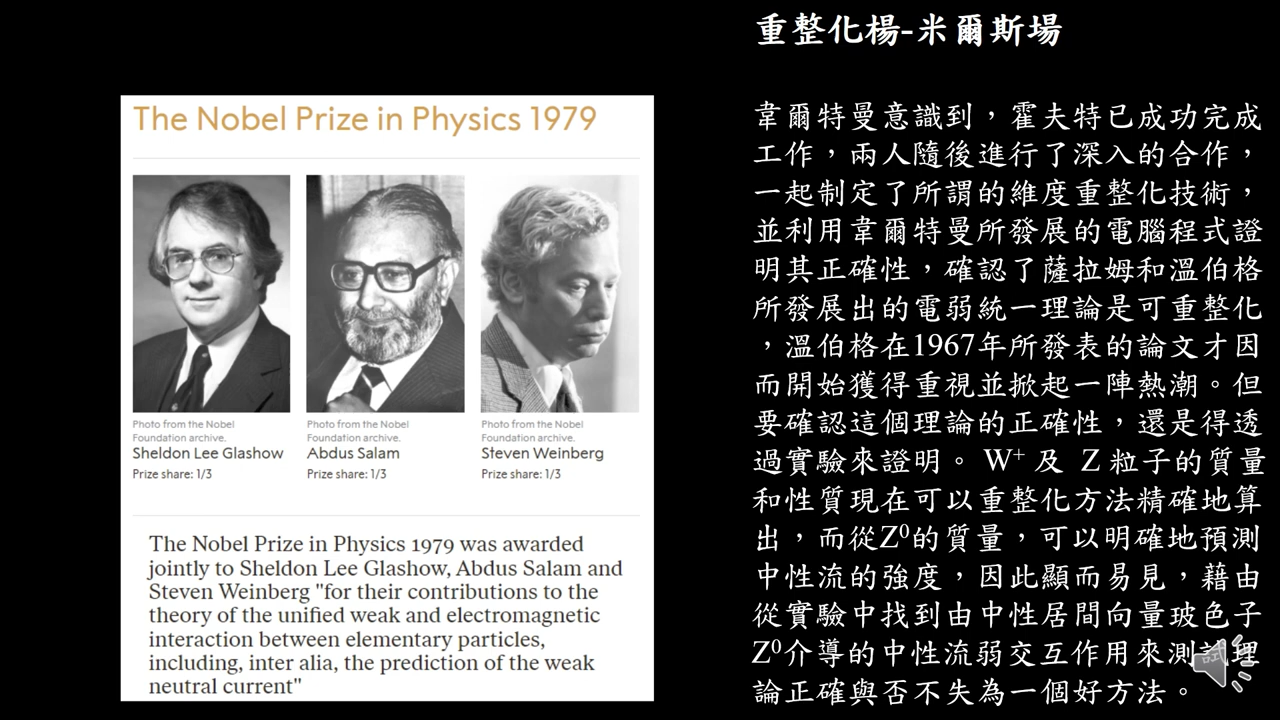 重整化楊-米爾斯場
The Nobel Prize in Physics 1979
Photo from the Nobel
Foundation archive.
Sheldon Lee Glashow
Prize share: 1/3
Photo from the Nobel
Foundation archive.
Abdus Salam
Prize share: 1/3
Photo from the Nobel
Foundation archive.
Steven Weinberg
Prize share: 1/3
The Nobel Prize in Physics 1979 was awarded
jointly to Sheldon Lee Glashow, Abdus Salam and
Steven Weinberg "for their contributions to the
theory of the unified weak and electromagnetic
interaction between elementary particles,
including, inter alia, the prediction of the weak
neutral current"
韋爾特曼意識到，霍夫特已成功完成
工作，兩人隨後進行了深入的合作，
一起制定了所謂的維度重整化技術，
並利用韋爾特曼所發展的電腦程式證
明其正確性，確認了薩拉姆和溫伯格
所發展出的電弱統一理論是可重整化
，溫伯格在1967年所發表的論文才因
而開始獲得重視並掀起一陣熱潮。但
要確認這個理論的正確性，還是得透
過實驗來證明。 W⁺ 及 Z 粒子的質量
和性質現在可以重整化方法精確地算
出，而從Z⁰的質量，可以明確地預測
中性流的強度，因此顯而易見，藉由
從實驗中找到由中性居間向量玻色子
Z⁰介導的中性流弱交互作用來測試理
論正確與否不失為一個好方法。